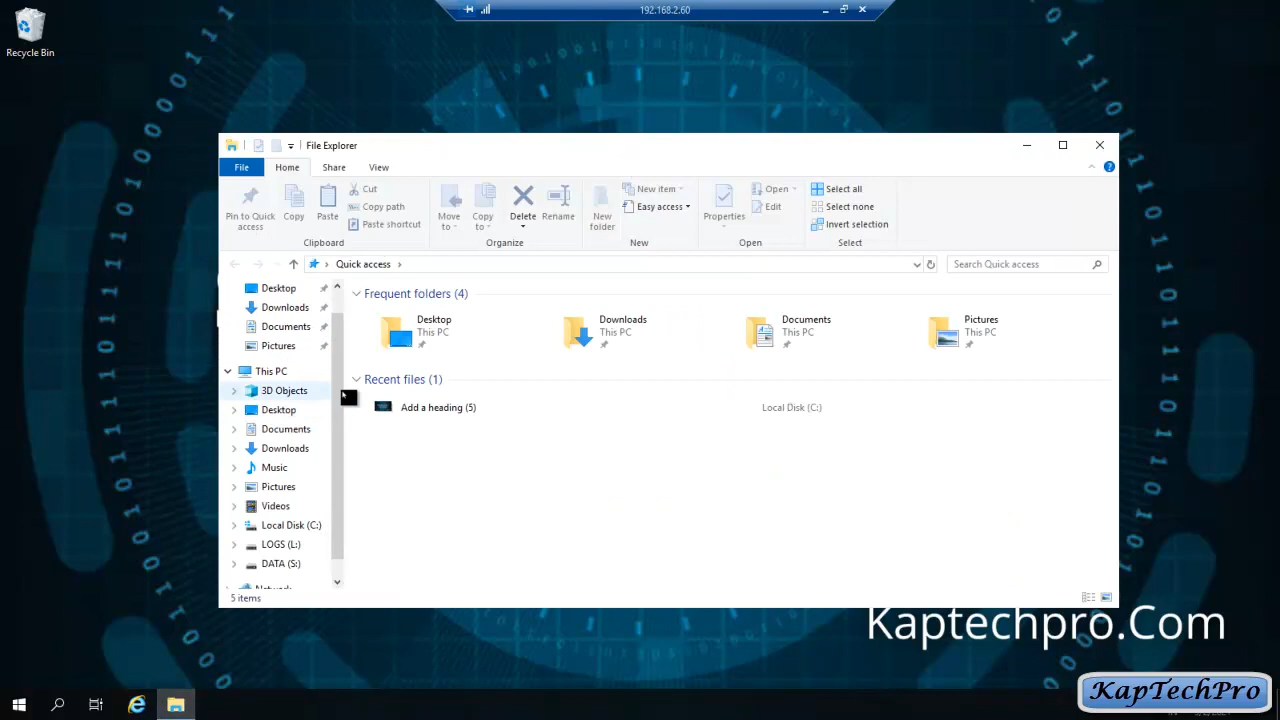 192.168.2.60
Recycle Bin
File Explorer
File Home Share View
Pin to Quick access
Copy
Paste
Cut
Copy path
Paste shortcut
Clipboard
Move to
Copy to
Delete
Rename
Organize
New folder
New item
Easy access
New
Properties
Open
Edit
Open
Select all
Select none
Invert selection
Select
Quick access
Search Quick access
Desktop
Downloads
Documents
Pictures
This PC
3D Objects
Desktop
Documents
Downloads
Music
Pictures
Videos
Local Disk (C:)
LOGS (L:)
DATA (S:)
Frequent folders (4)
Desktop
This PC
Downloads
This PC
Documents
This PC
Pictures
This PC
Recent files (1)
Add a heading (5) Local Disk (C:)
5 items
Kaptechpro.Com
KapTechPro